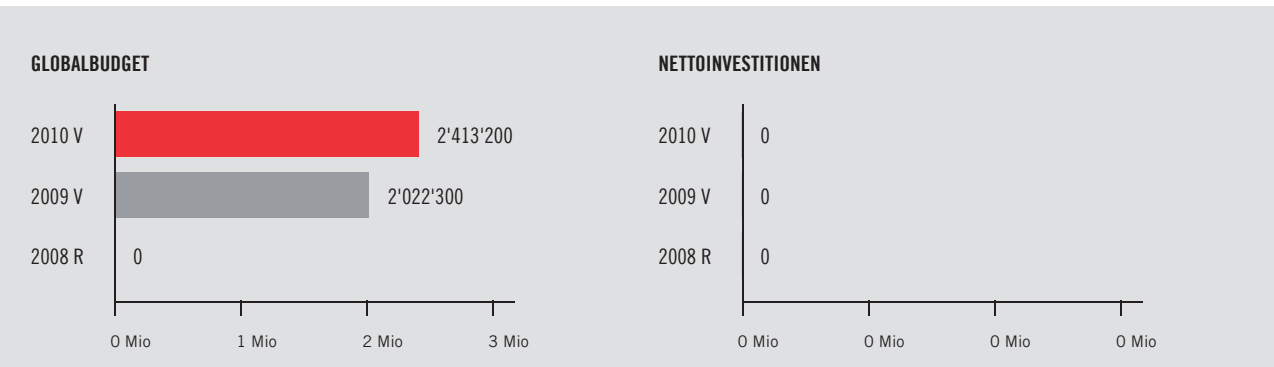 GLOBALBUDGET
2010 V 2'413'200
2009 V 2'022'300
2008 R 0
0 Mio 1 Mio 2 Mio 3 Mio
NETTOINVESTITIONEN
2010 V 0
2009 V 0
2008 R 0
0 Mio 0 Mio 0 Mio 0 Mio